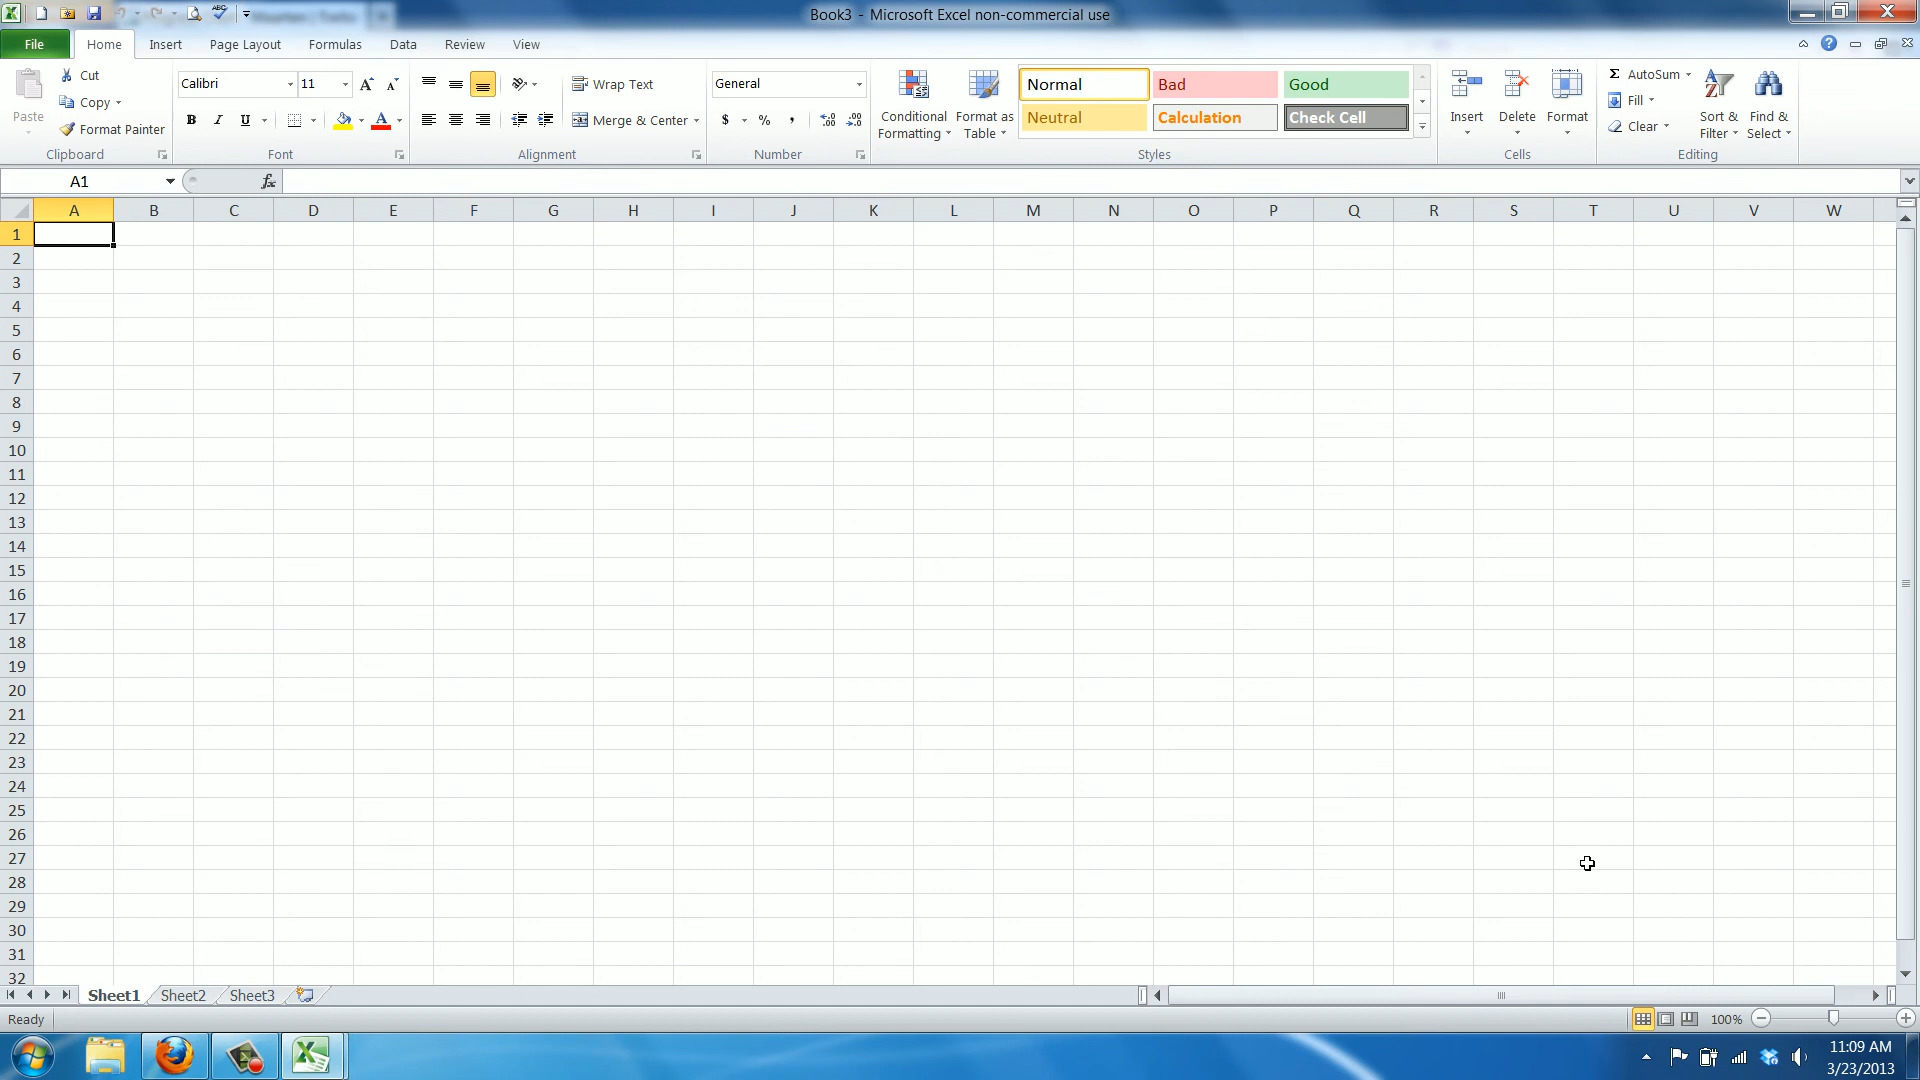 Book3 - Microsoft Excel non-commercial use
File Home Insert Page Layout Formulas Data Review View
Paste
Cut
Copy
Format Painter
Clipboard
Calibri 11
B I U
Font
Wrap Text
Merge & Center
Alignment
General
$ % ,
Number
Conditional Formatting
Format as Table
Normal Bad Good
Neutral Calculation Check Cell
Styles
Insert Delete Format
Cells
Σ AutoSum
Fill
Clear
Sort & Filter
Find & Select
Editing
A1 fx
A B C D E F G H I J K L M N O P Q R S T U V W
1
2
3
4
5
6
7
8
9
10
11
12
13
14
15
16
17
18
19
20
21
22
23
24
25
26
27
28
29
30
31
32
Sheet1 Sheet2 Sheet3
Ready 100%
11:09 AM
3/23/2013